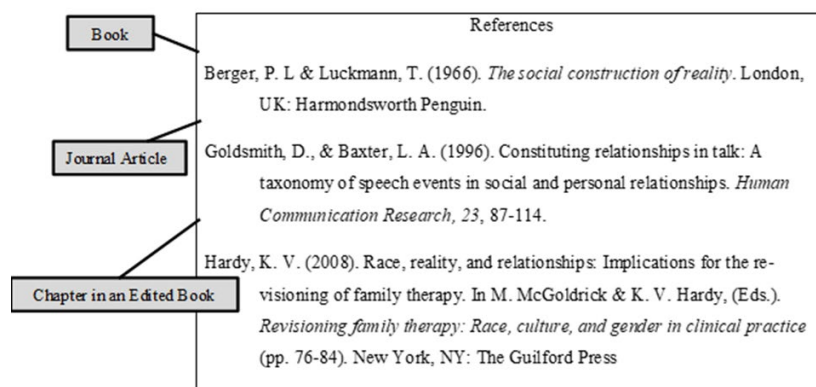 Book
References
Berger, P. L & Luckmann, T. (1966). The social construction of reality. London,
UK: Harmondsworth Penguin.
Journal Article
Goldsmith, D., & Baxter, L. A. (1996). Constituting relationships in talk: A
taxonomy of speech events in social and personal relationships. Human
Communication Research, 23, 87-114.
Chapter in an Edited Book
Hardy, K. V. (2008). Race, reality, and relationships: Implications for the re-
visioning of family therapy. In M. McGoldrick & K. V. Hardy, (Eds.).
Revisioning family therapy: Race, culture, and gender in clinical practice
(pp. 76-84). New York, NY: The Guilford Press